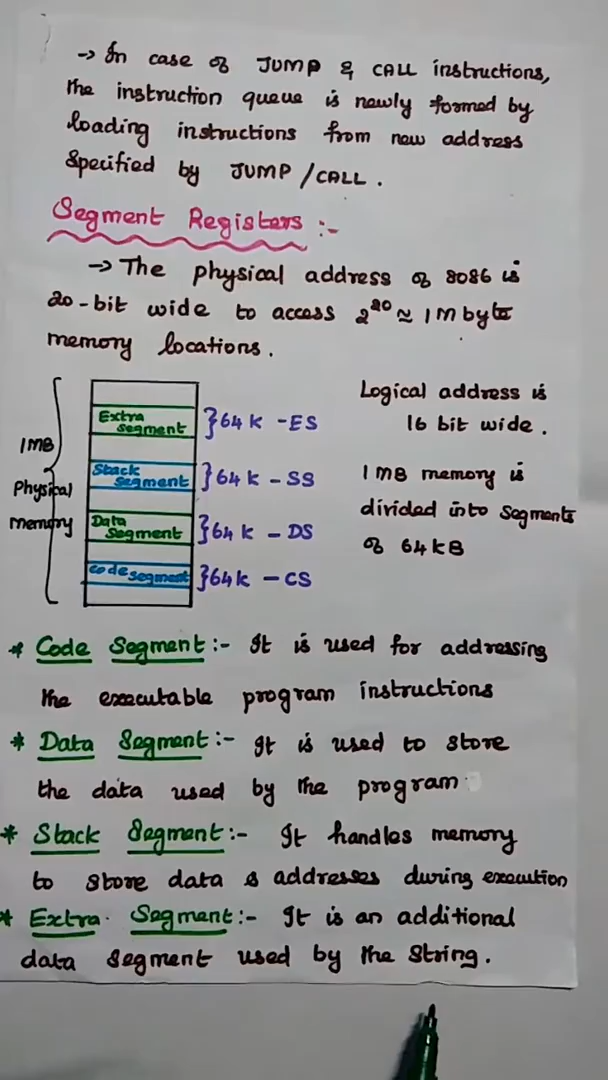 → In case of JUMP & CALL instructions,
the instruction queue is newly formed by
loading instructions from new address
specified by JUMP/CALL.
Segment Registers :-
→ The physical address of 8086 is
20-bit wide to access 2²⁰ ≈ 1M byte
memory locations.
1MB
Physical
memory
Extra
segment
}64K - ES
Stack
segment
}64K - SS
Data
segment
}64K - DS
code segment
}64K - CS
Logical address is
16 bit wide.
1MB memory is
divided into segments
of 64KB
* Code Segment :- It is used for addressing
the executable program instructions
* Data Segment :- It is used to store
the data used by the program.
* Stack Segment :- It handles memory
to store data & addresses during execution
* Extra Segment :- It is an additional
data segment used by the string.